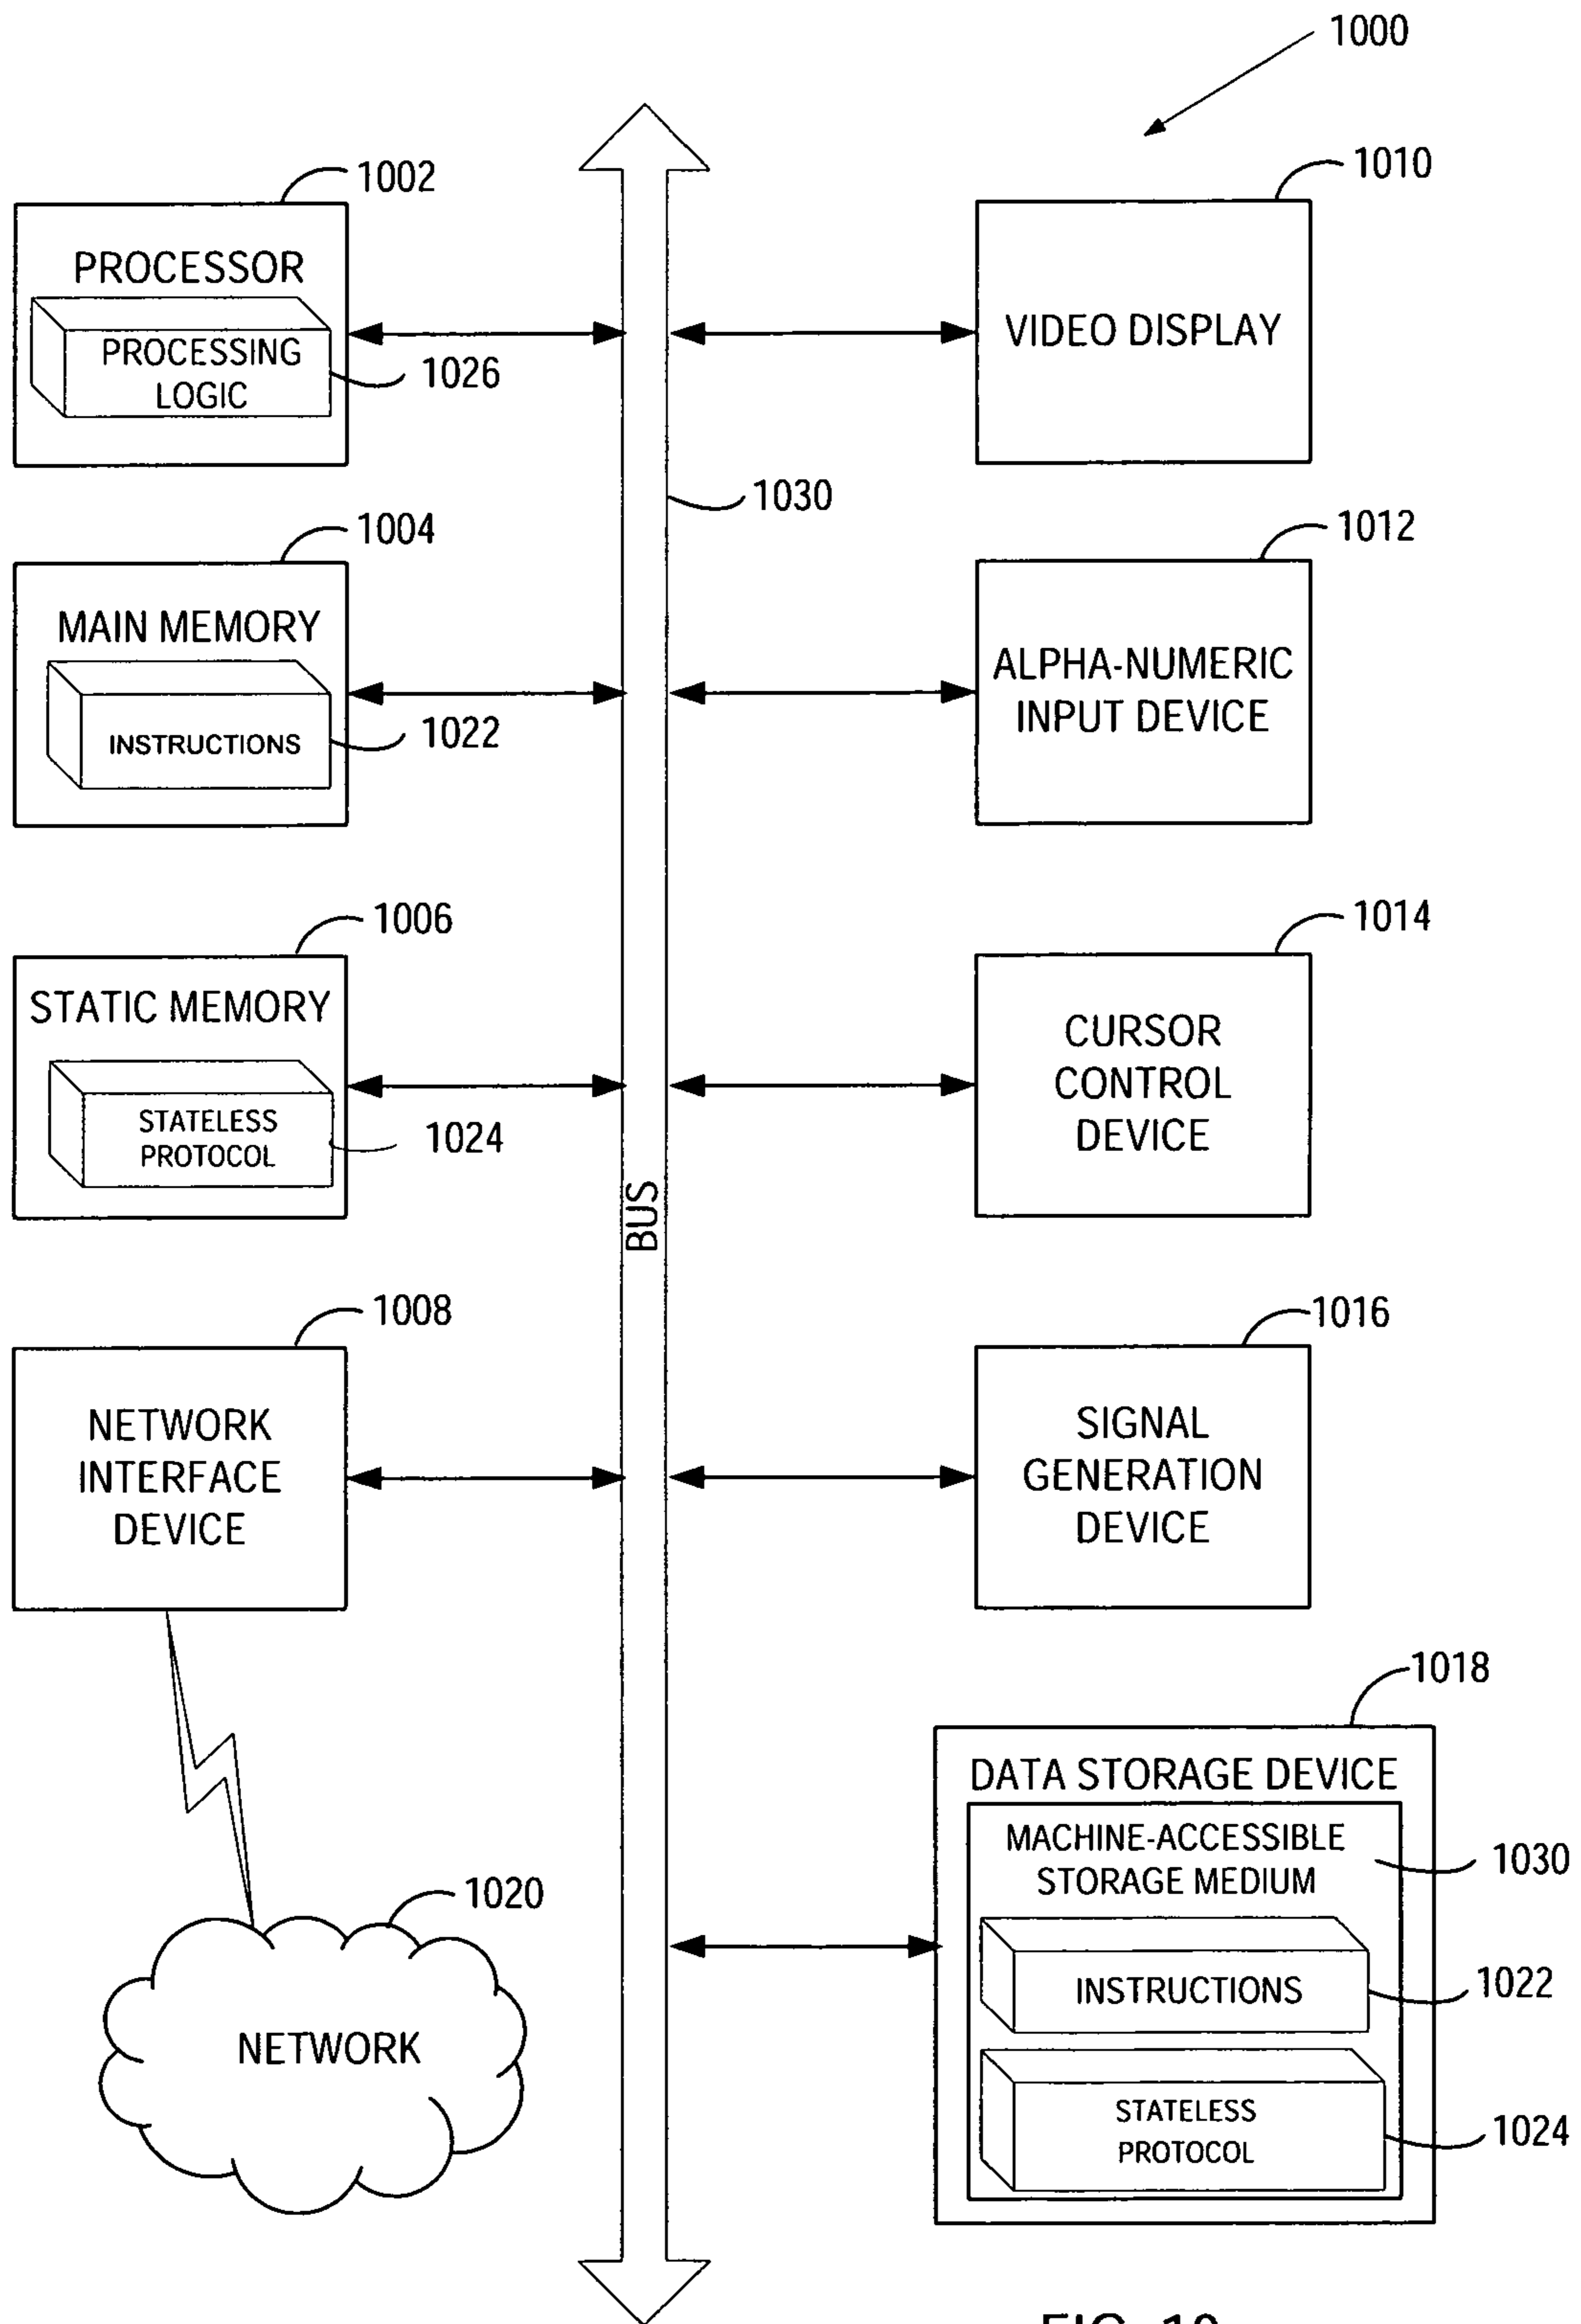 1000
1002
PROCESSOR
PROCESSING
LOGIC
1026
1010
VIDEO DISPLAY
1030
1004
MAIN MEMORY
INSTRUCTIONS
1022
1012
ALPHA-NUMERIC
INPUT DEVICE
1006
STATIC MEMORY
STATELESS
PROTOCOL
1024
1014
CURSOR
CONTROL
DEVICE
BUS
1008
NETWORK
INTERFACE
DEVICE
1016
SIGNAL
GENERATION
DEVICE
1018
DATA STORAGE DEVICE
MACHINE-ACCESSIBLE
STORAGE MEDIUM
1030
INSTRUCTIONS
1022
STATELESS
PROTOCOL
1024
1020
NETWORK
FIG. 10